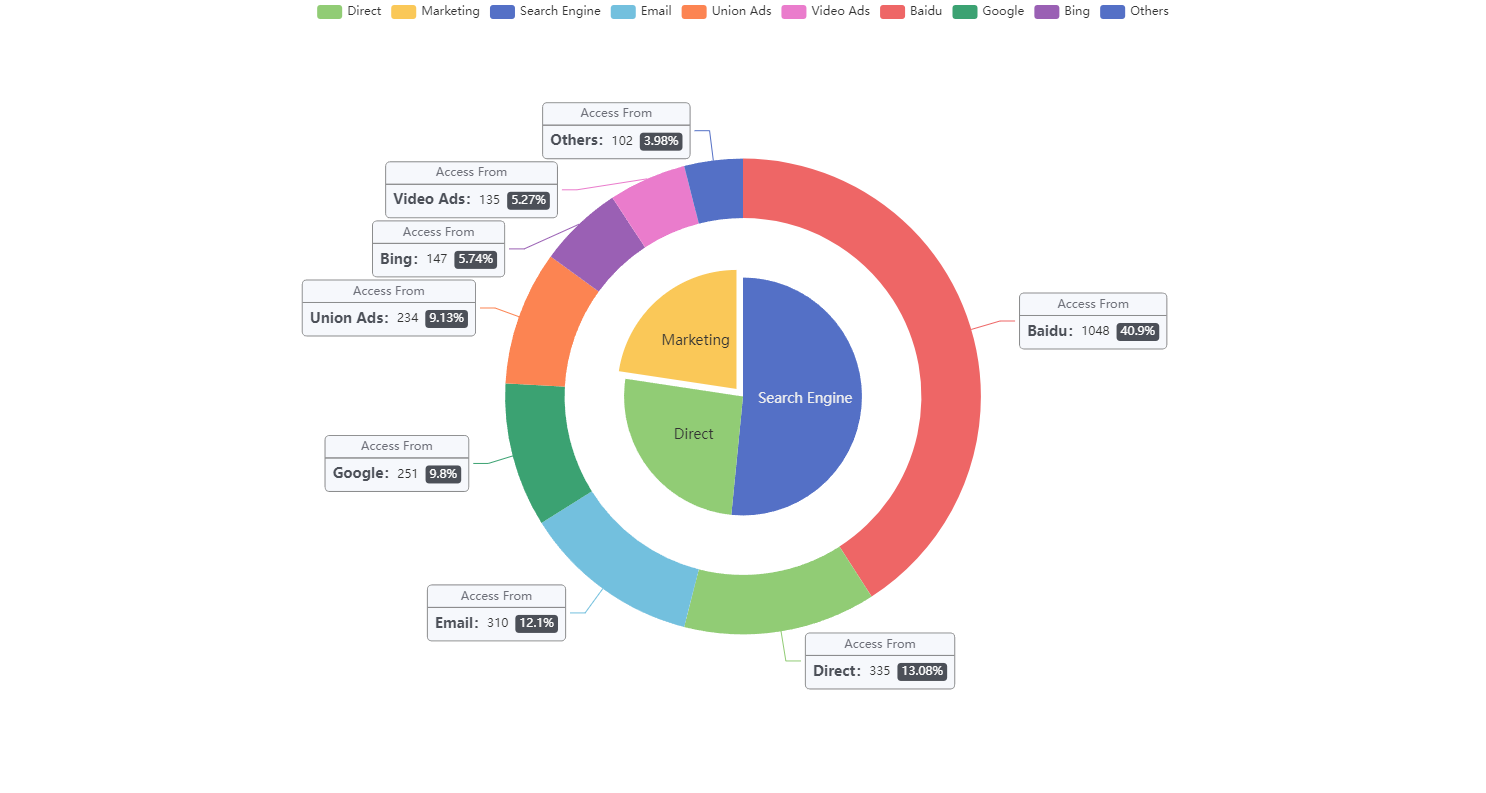 Direct Marketing Search Engine Email Union Ads Video Ads Baidu Google Bing Others
Access From
Others: 102 3.98%
Access From
Video Ads: 135 5.27%
Access From
Bing: 147 5.74%
Access From
Union Ads: 234 9.13%
Access From
Baidu: 1048 40.9%
Marketing
Search Engine
Direct
Access From
Google: 251 9.8%
Access From
Email: 310 12.1%
Access From
Direct: 335 13.08%